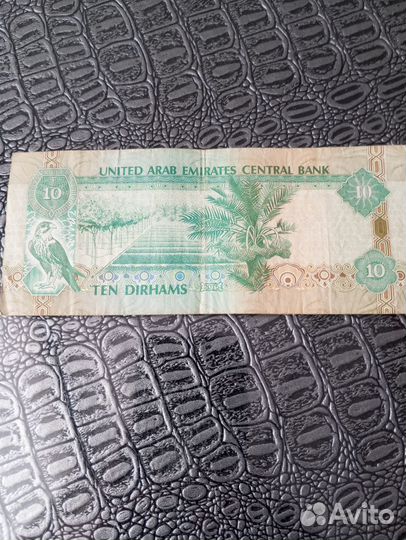 UNITED ARAB EMIRATES CENTRAL BANK
10
10
10
TEN DIRHAMS
Avito